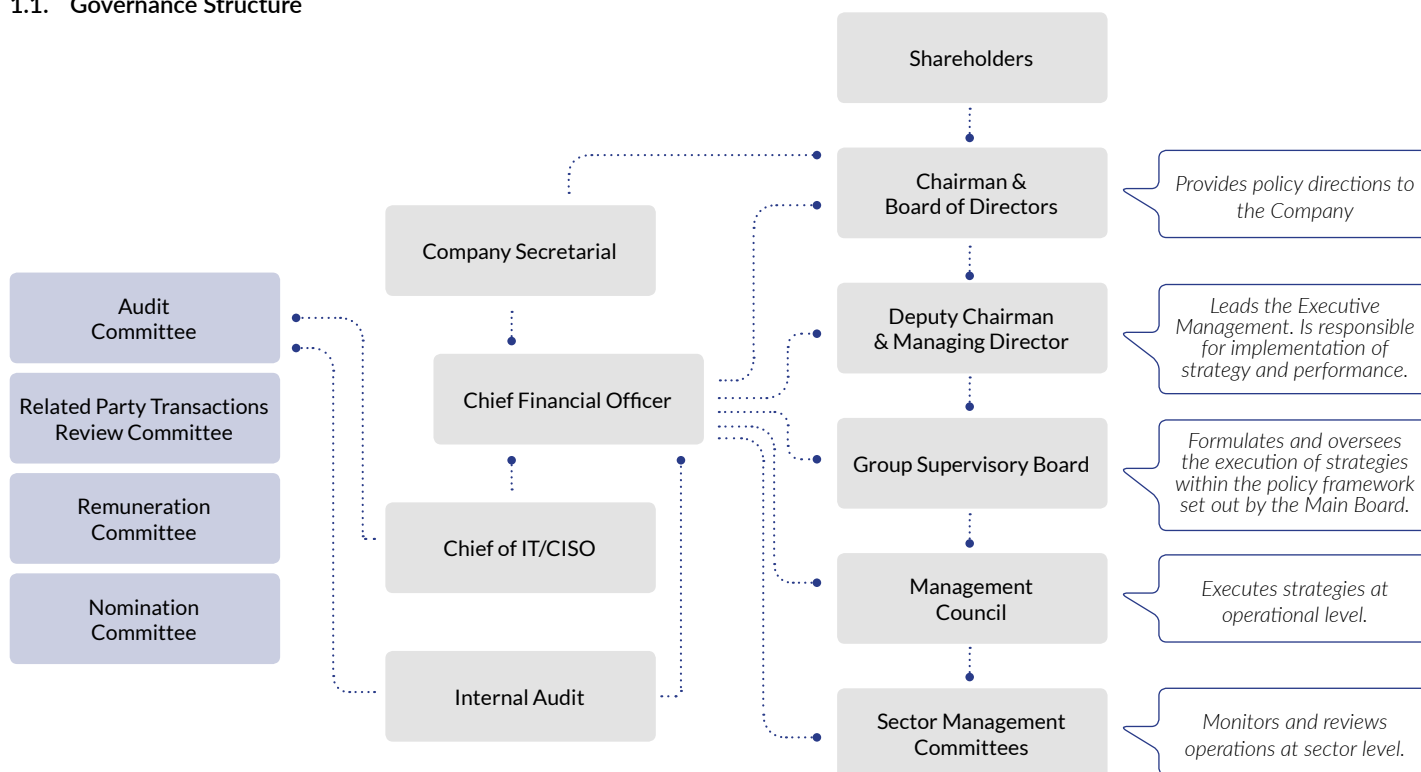 1.1. Governance Structure
Shareholders
Chairman &
Board of Directors
Provides policy directions to
the Company
Company Secretarial
Audit
Committee
Deputy Chairman
& Managing Director
Leads the Executive
Management. Is responsible
for implementation of
strategy and performance.
Related Party Transactions
Review Committee
Chief Financial Officer
Group Supervisory Board
Formulates and oversees
the execution of strategies
within the policy framework
set out by the Main Board.
Remuneration
Committee
Chief of IT/CISO
Management
Council
Executes strategies at
operational level.
Nomination
Committee
Internal Audit
Sector Management
Committees
Monitors and reviews
operations at sector level.